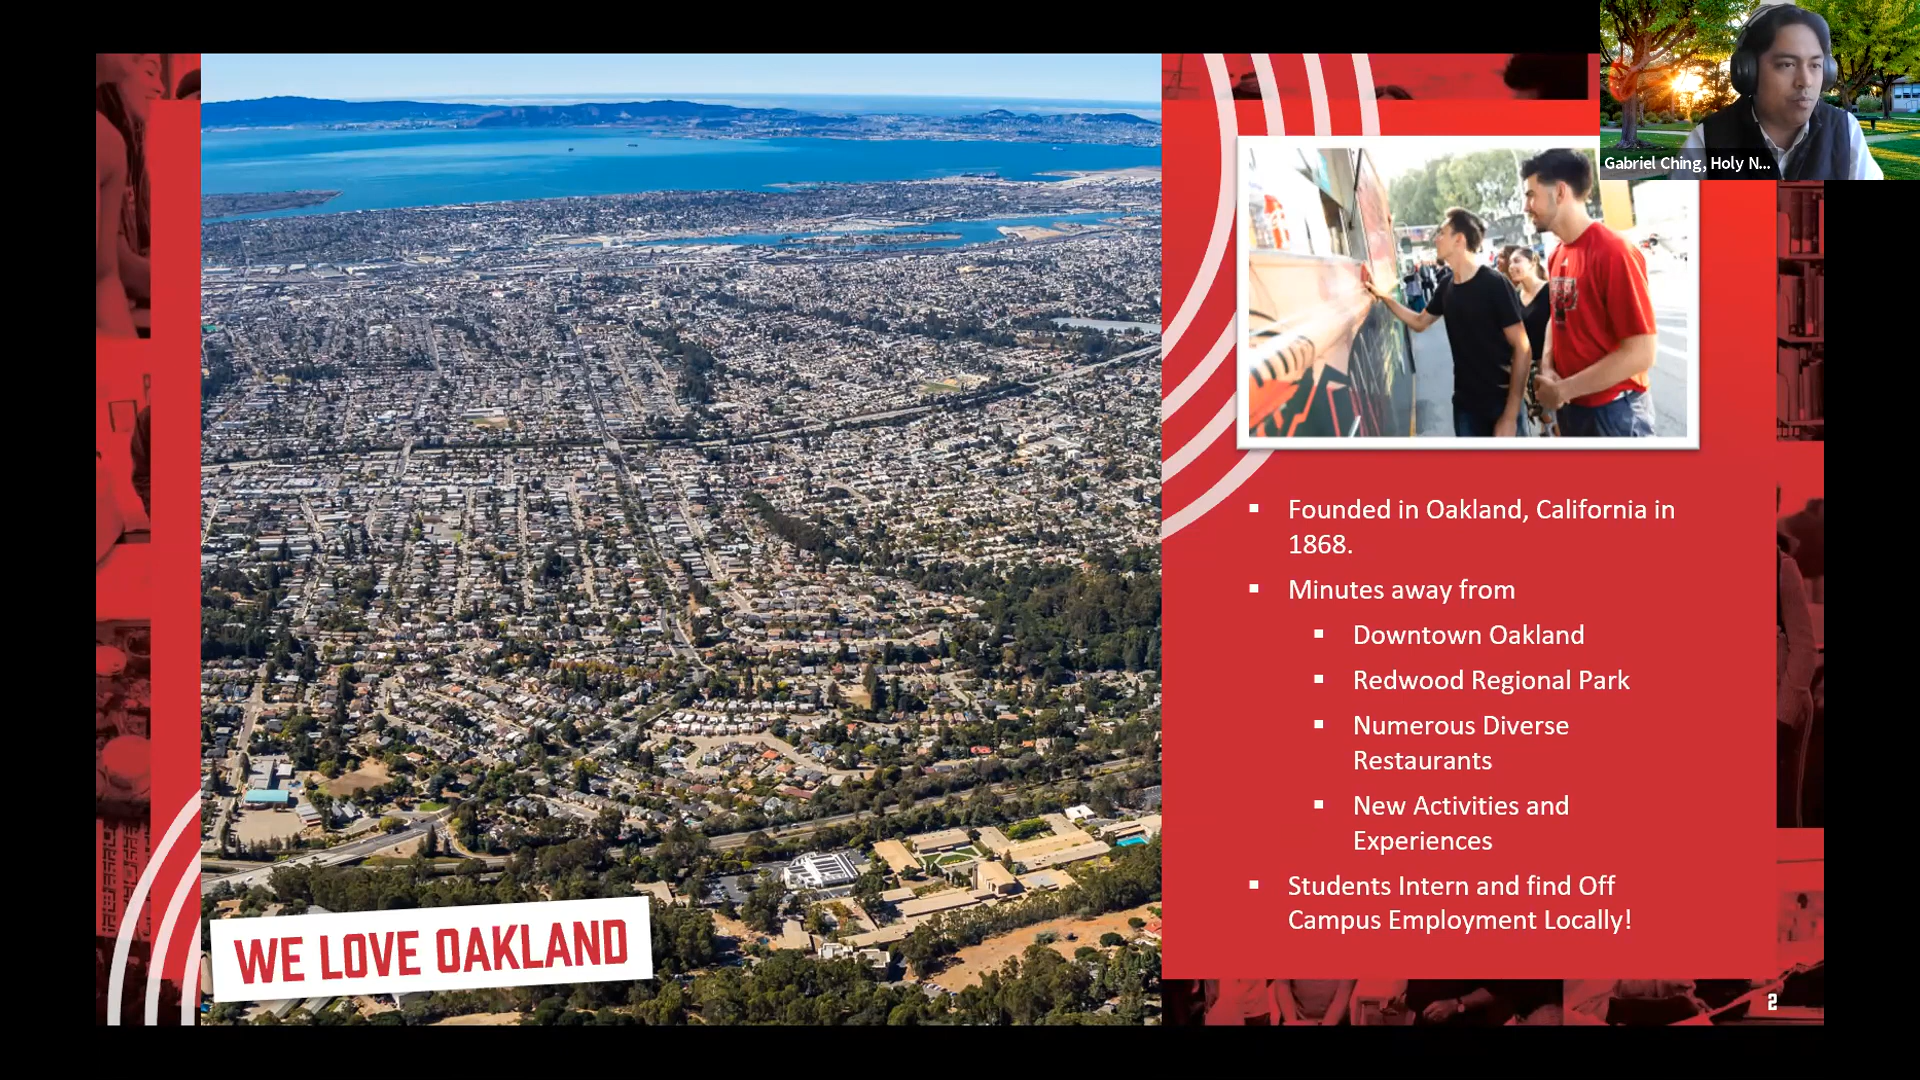 Gabriel Ching, Holy N...
Founded in Oakland, California in
1868.
Minutes away from
Downtown Oakland
Redwood Regional Park
Numerous Diverse
Restaurants
New Activities and
Experiences
Students Intern and find Off
Campus Employment Locally!
WE LOVE OAKLAND
2